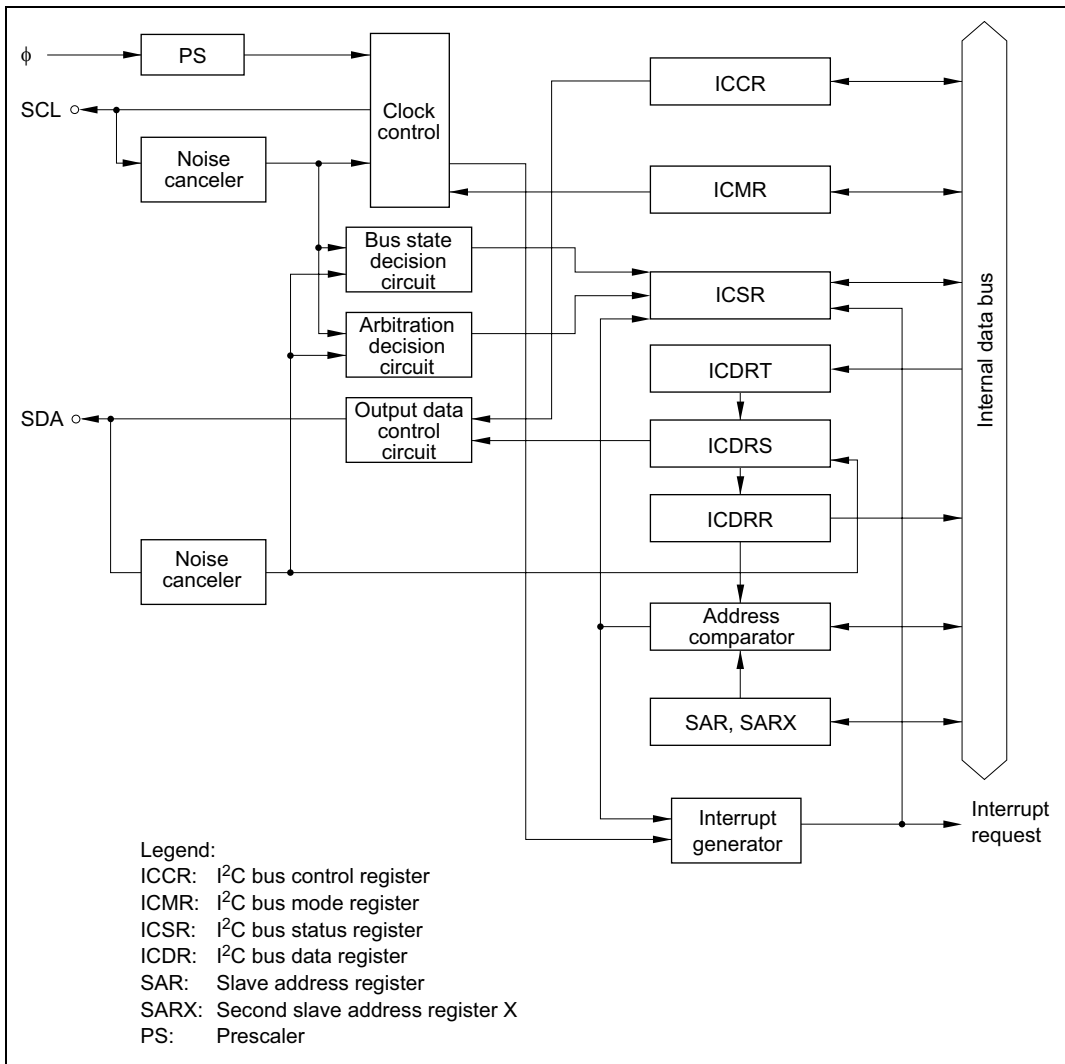 ϕ
PS
SCL
Clock
control
Noise
canceler
ICCR
ICMR
Bus state
decision
circuit
ICSR
Arbitration
decision
circuit
ICDRT
SDA
Output data
control
circuit
ICDRS
ICDRR
Noise
canceler
Address
comparator
SAR, SARX
Internal data bus
Interrupt
generator
Interrupt
request
Legend:
ICCR: I²C bus control register
ICMR: I²C bus mode register
ICSR: I²C bus status register
ICDR: I²C bus data register
SAR: Slave address register
SARX: Second slave address register X
PS: Prescaler